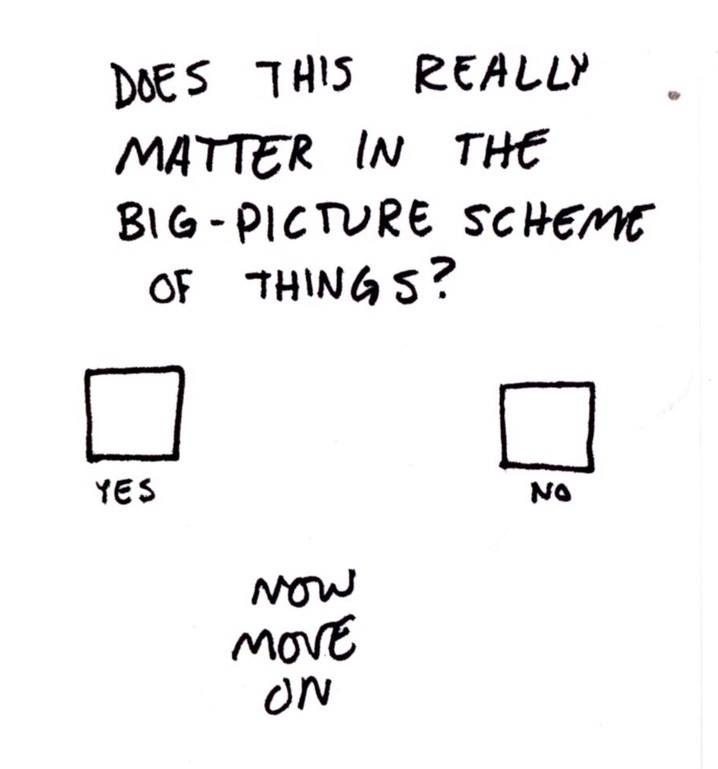 DOES THIS REALLY
MATTER IN THE
BIG-PICTURE SCHEME
OF THINGS?
YES
NO
NOW
MOVE
ON